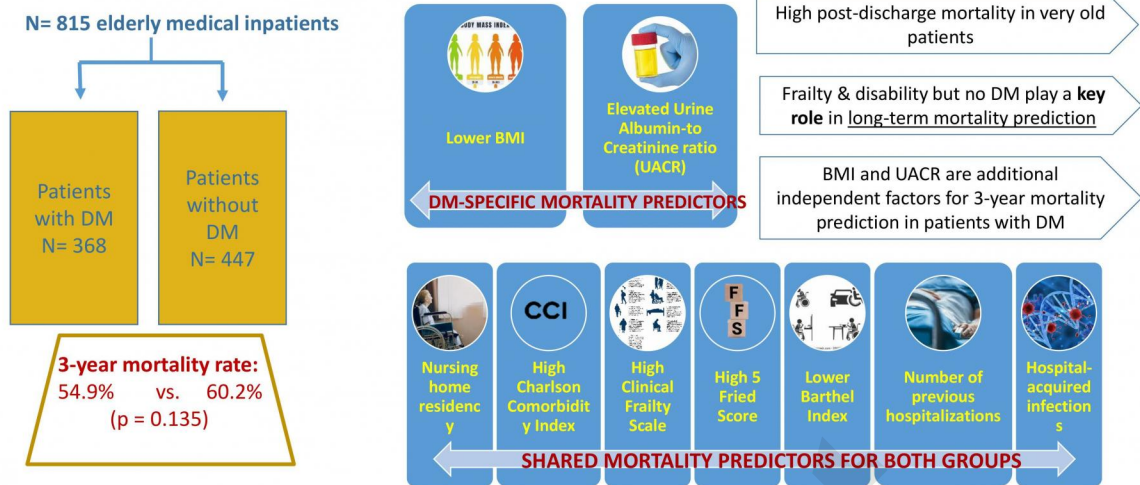 N= 815 elderly medical inpatients
Patients
with DM
N= 368
Patients
without
DM
N= 447
3-year mortality rate:
54.9% vs. 60.2%
(p = 0.135)
BODY MASS INDEX
Lower BMI
Elevated Urine
Albumin-to
Creatinine ratio
(UACR)
DM-SPECIFIC MORTALITY PREDICTORS
High post-discharge mortality in very old
patients
Frailty & disability but no DM play a key
role in long-term mortality prediction
BMI and UACR are additional
independent factors for 3-year mortality
prediction in patients with DM
Nursing
home
residenc
y
CCI
High
Charlson
Comorbidit
y Index
High
Clinical
Frailty
Scale
F
F
S
High 5
Fried
Score
Lower
Barthel
Index
Number of
previous
hospitalizations
Hospital-
acquired
infection
s
SHARED MORTALITY PREDICTORS FOR BOTH GROUPS